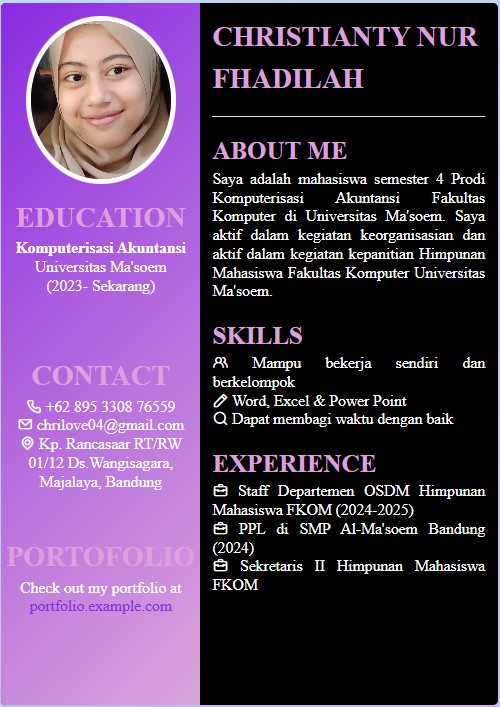 CHRISTIANTY NUR
FHADILAH
EDUCATION
Komputerisasi Akuntansi
Universitas Ma'soem
(2023- Sekarang)
CONTACT
+62 895 3308 76559
chrilove04@gmail.com
Kp. Rancasaar RT/RW
01/12 Ds.Wangisagara,
Majalaya, Bandung
PORTOFOLIO
Check out my portfolio at
portfolio.example.com
ABOUT ME
Saya adalah mahasiswa semester 4 Prodi
Komputerisasi Akuntansi Fakultas
Komputer di Universitas Ma'soem. Saya
aktif dalam kegiatan keorganisasian dan
aktif dalam kegiatan kepanitian Himpunan
Mahasiswa Fakultas Komputer Universitas
Ma'soem.
SKILLS
Mampu bekerja sendiri dan
berkelompok
Word, Excel & Power Point
Dapat membagi waktu dengan baik
EXPERIENCE
Staff Departemen OSDM Himpunan
Mahasiswa FKOM (2024-2025)
PPL di SMP Al-Ma'soem Bandung
(2024)
Sekretaris II Himpunan Mahasiswa
FKOM